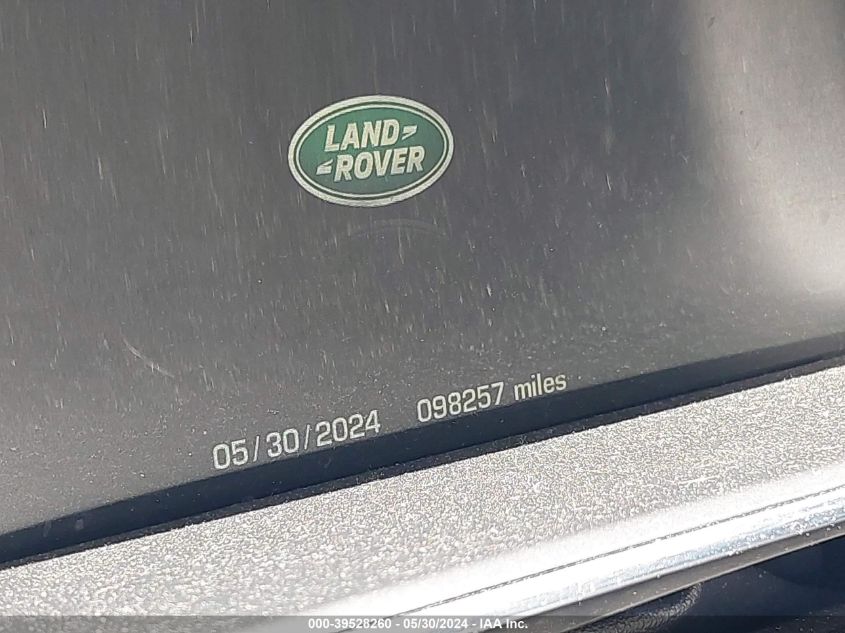 LAND
ROVER
05/30/2024 098257 miles
000-39528260 - 05/30/2024 - IAA Inc.